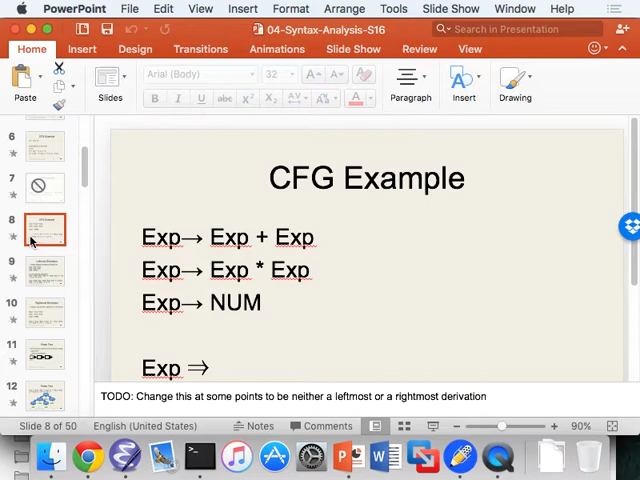 PowerPoint File Edit View Insert Format Arrange Tools Slide Show Window Help
04-Syntax-Analysis-S16
Search in Presentation
Home Insert Design Transitions Animations Slide Show Review View
Paste
Slides
Arial (Body)
32
Paragraph
Insert
Drawing
6
7
8
9
10
11
12
CFG Example
Exp→ Exp + Exp
Exp→ Exp * Exp
Exp→ NUM
Exp ⇒
TODO: Change this at some points to be neither a leftmost or a rightmost derivation
Slide 8 of 50
English (United States)
Notes
Comments
90%